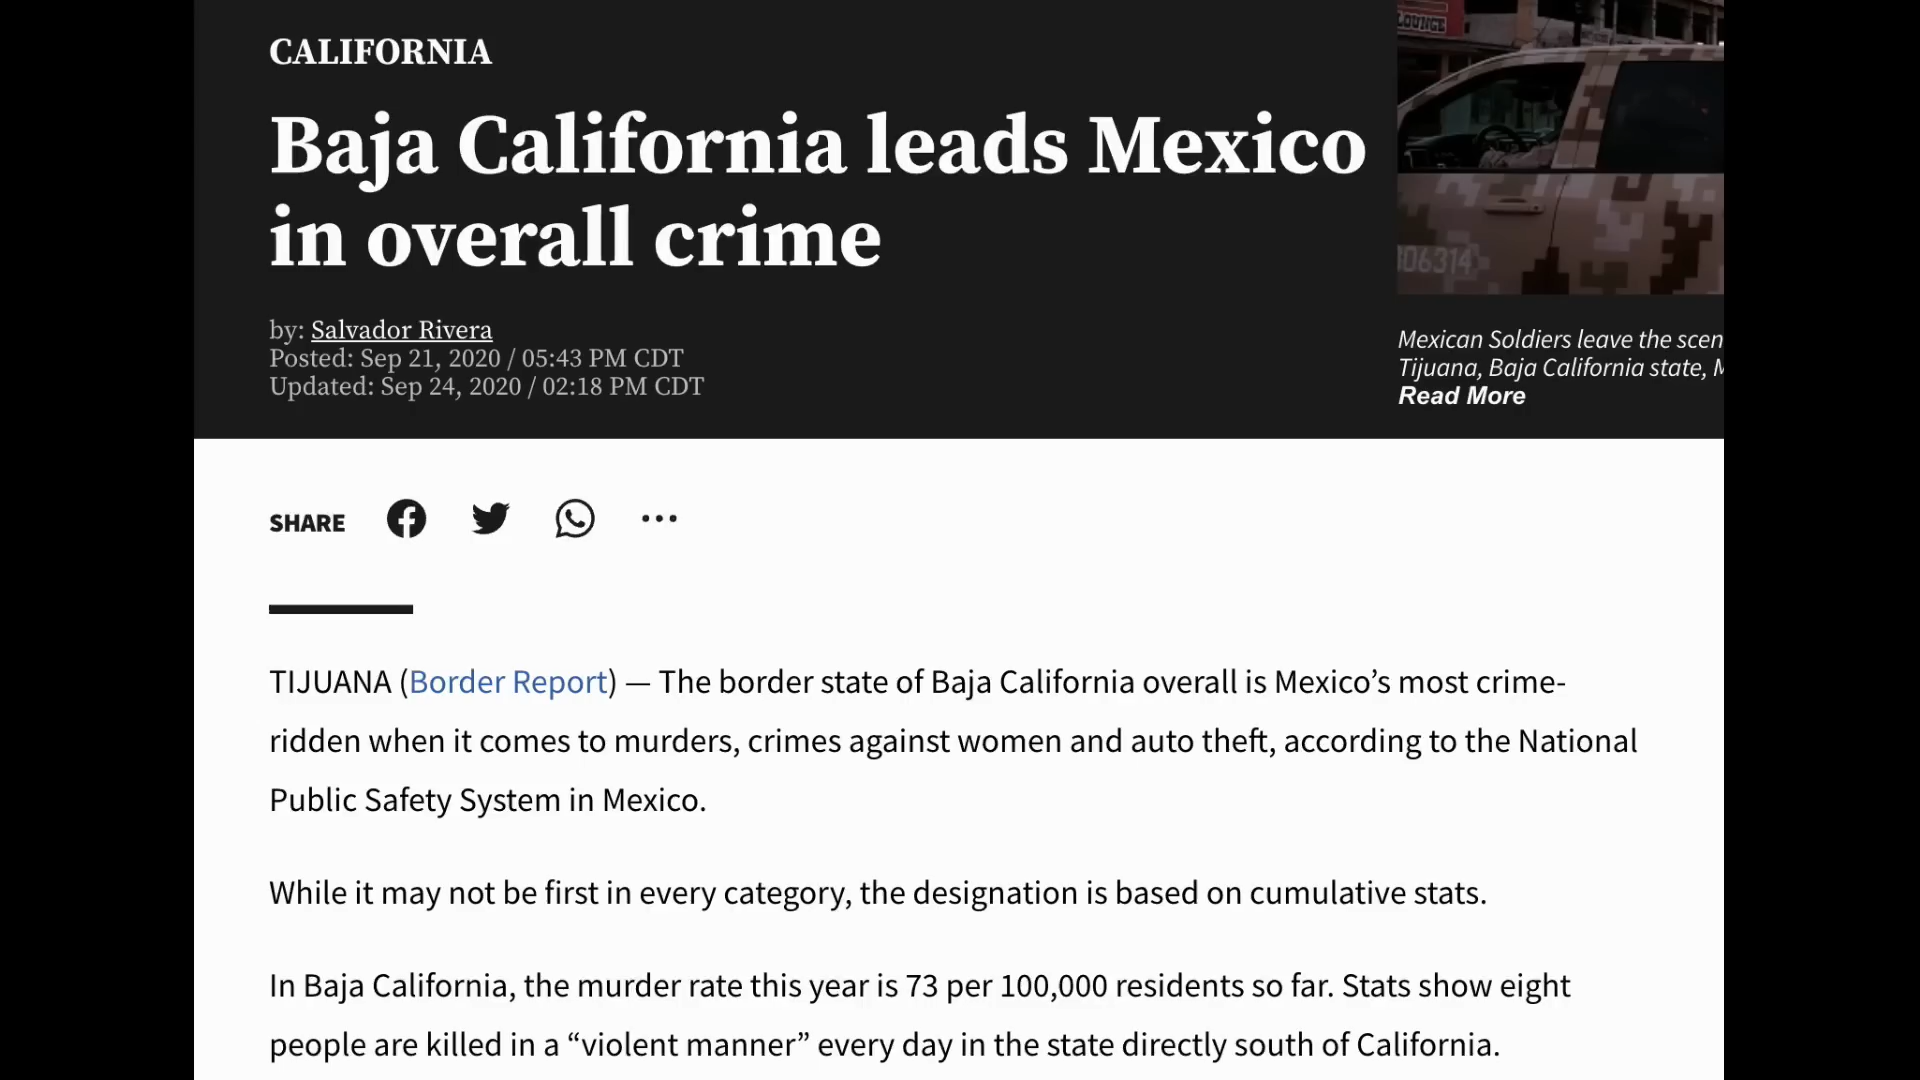 CALIFORNIA
Baja California leads Mexico
in overall crime
by: Salvador Rivera
Posted: Sep 21, 2020 / 05:43 PM CDT
Updated: Sep 24, 2020 / 02:18 PM CDT
LOUNGE
06314
Mexican Soldiers leave the scen
Tijuana, Baja California state, M
Read More
SHARE
TIJUANA (Border Report) — The border state of Baja California overall is Mexico’s most crime-
ridden when it comes to murders, crimes against women and auto theft, according to the National
Public Safety System in Mexico.
While it may not be first in every category, the designation is based on cumulative stats.
In Baja California, the murder rate this year is 73 per 100,000 residents so far. Stats show eight
people are killed in a “violent manner” every day in the state directly south of California.